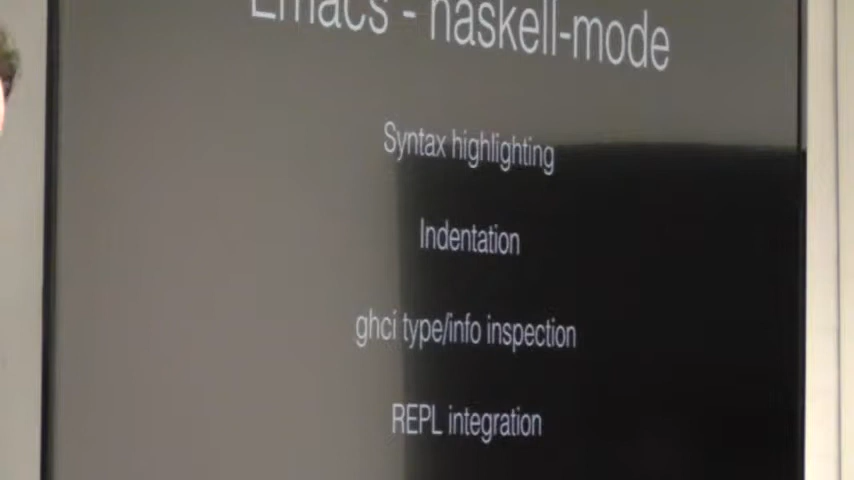 Emacs - haskell-mode
Syntax highlighting
Indentation
ghci type/info inspection
REPL integration